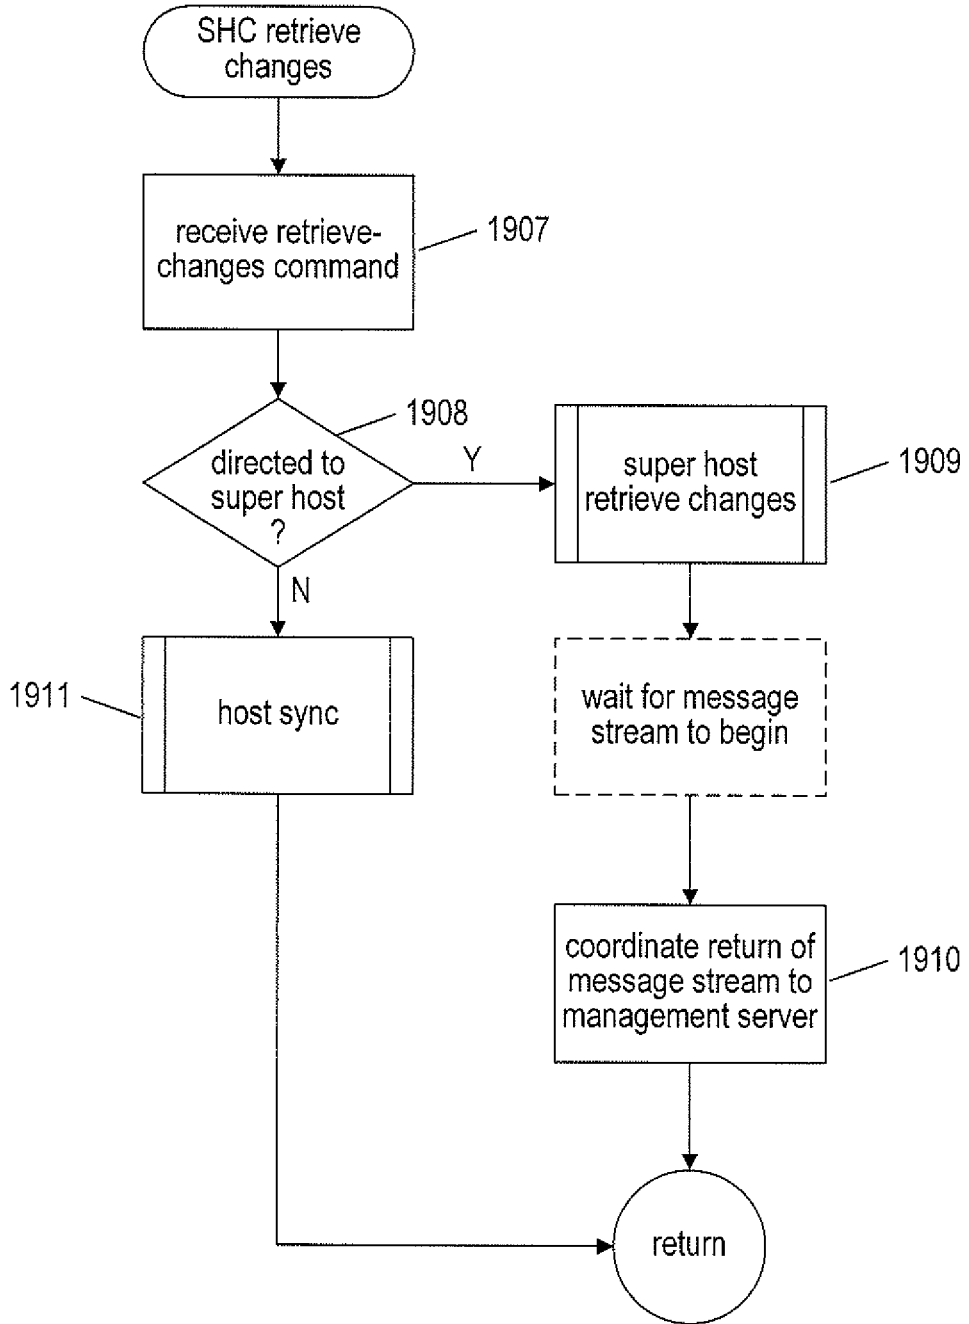 SHC retrieve
changes
receive retrieve-
changes command
1907
1908
directed to
super host
?
Y
N
super host
retrieve changes
1909
1911
host sync
wait for message
stream to begin
coordinate return of
message stream to
management server
1910
return